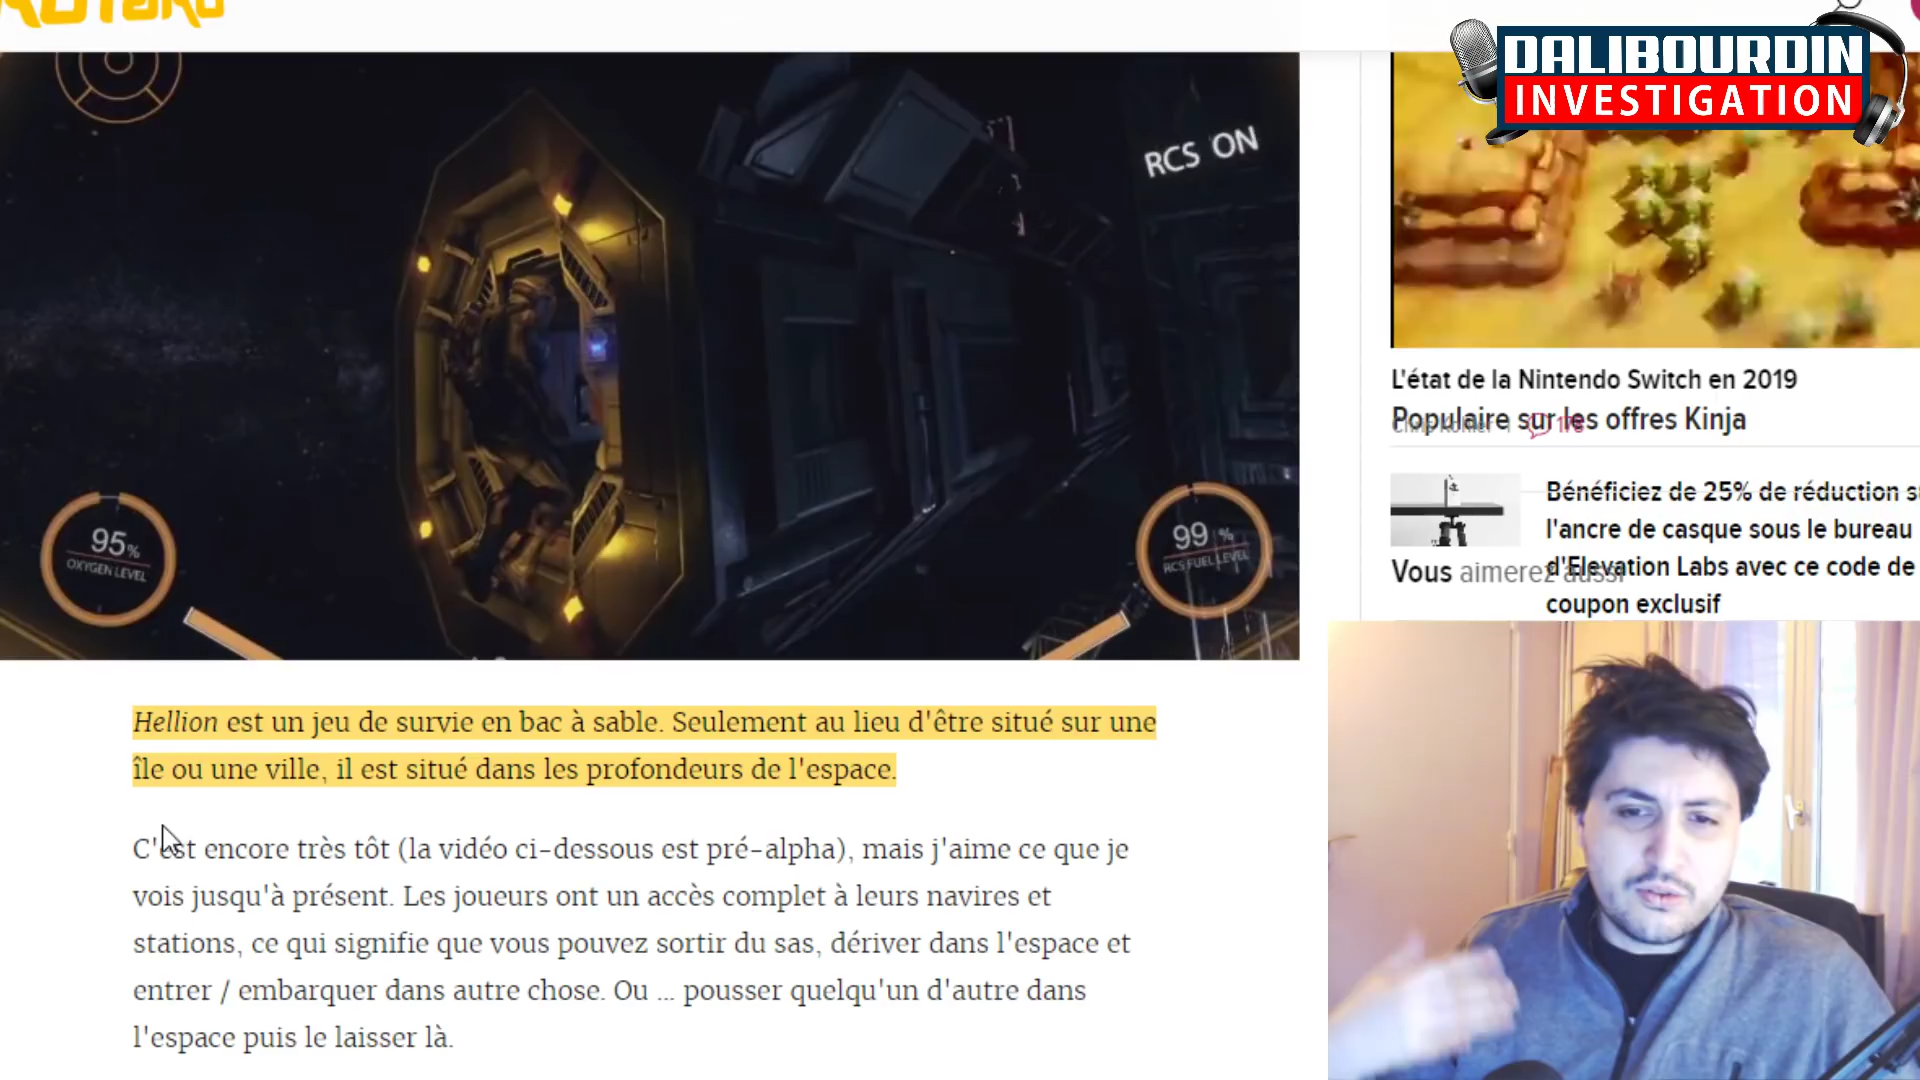 DALIBOURDIN
INVESTIGATION
RCS ON
95%
OXYGEN LEVEL
99 %
RCS FUEL LEVEL
L'état de la Nintendo Switch en 2019
Populaire sur les offres Kinja
Bénéficiez de 25% de réduction
l'ancre de casque sous le bureau
d'Elevation Labs avec ce code de
coupon exclusif
Vous aimerez aussi
Hellion est un jeu de survie en bac à sable. Seulement au lieu d'être situé sur une
île ou une ville, il est situé dans les profondeurs de l'espace.
C'est encore très tôt (la vidéo ci-dessous est pré-alpha), mais j'aime ce que je
vois jusqu'à présent. Les joueurs ont un accès complet à leurs navires et
stations, ce qui signifie que vous pouvez sortir du sas, dériver dans l'espace et
entrer / embarquer dans autre chose. Ou ... pousser quelqu'un d'autre dans
l'espace puis le laisser là.